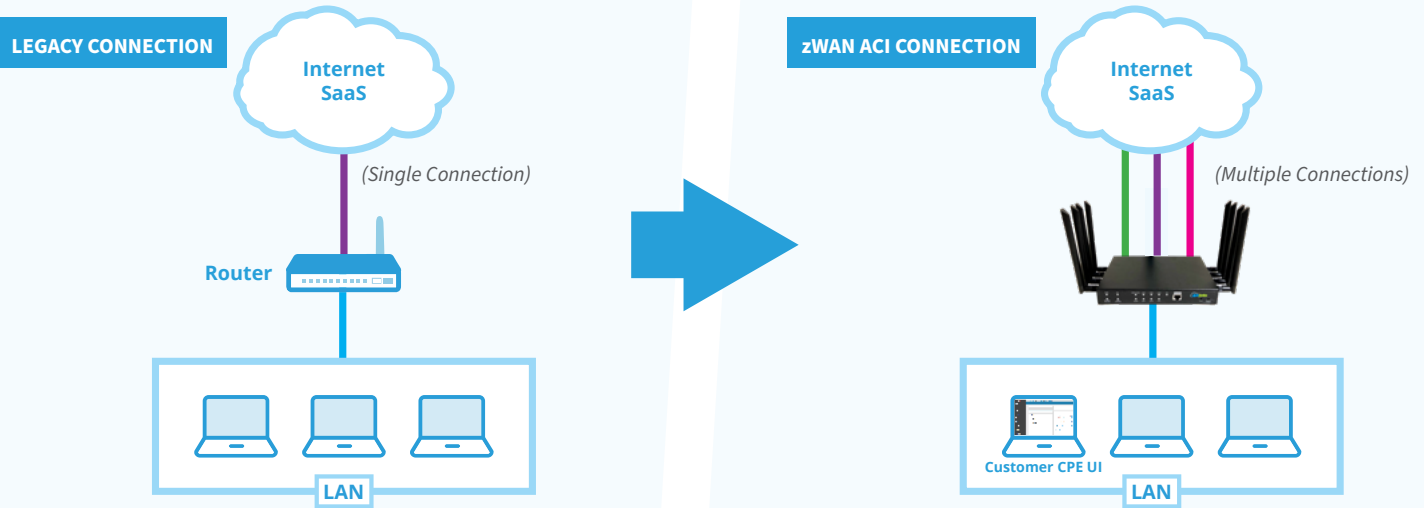 LEGACY CONNECTION
Internet
SaaS
(Single Connection)
Router
LAN
zWAN ACI CONNECTION
Internet
SaaS
(Multiple Connections)
Customer CPE UI
LAN